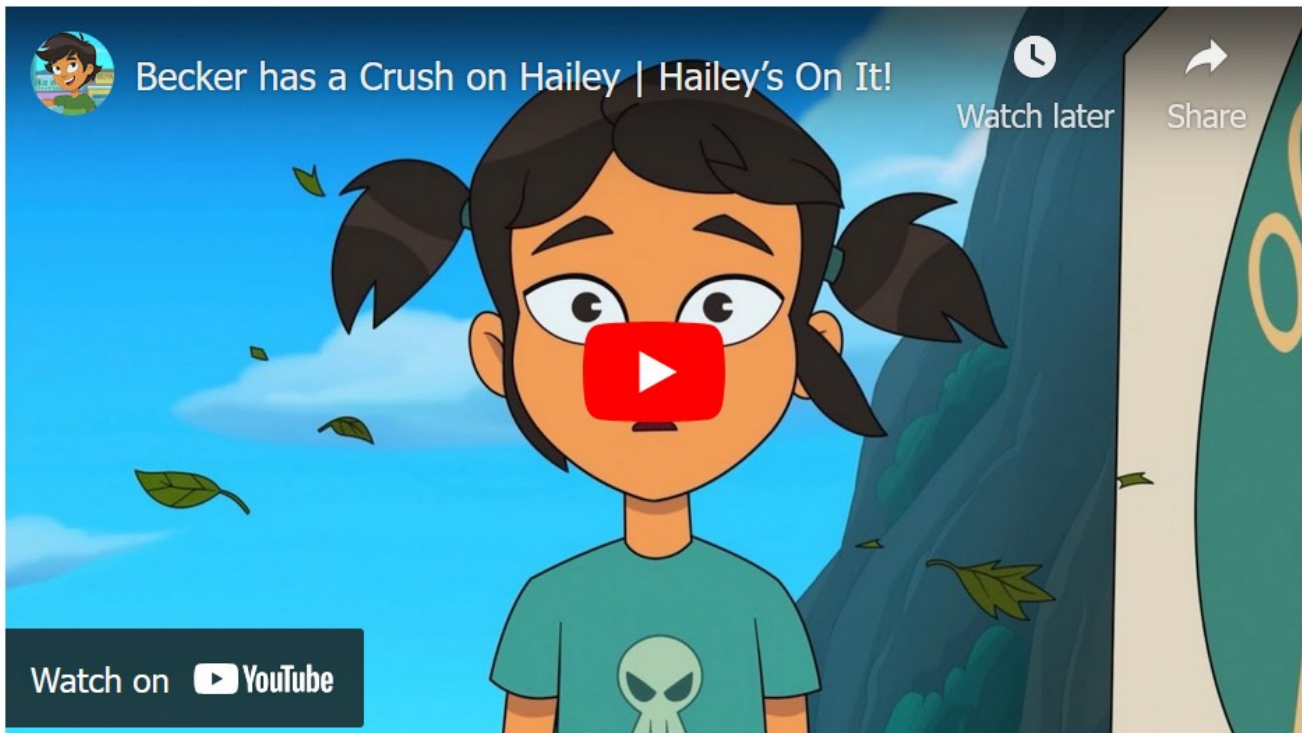 Becker has a Crush on Hailey | Hailey’s On It!
Watch later
Share
Watch on YouTube